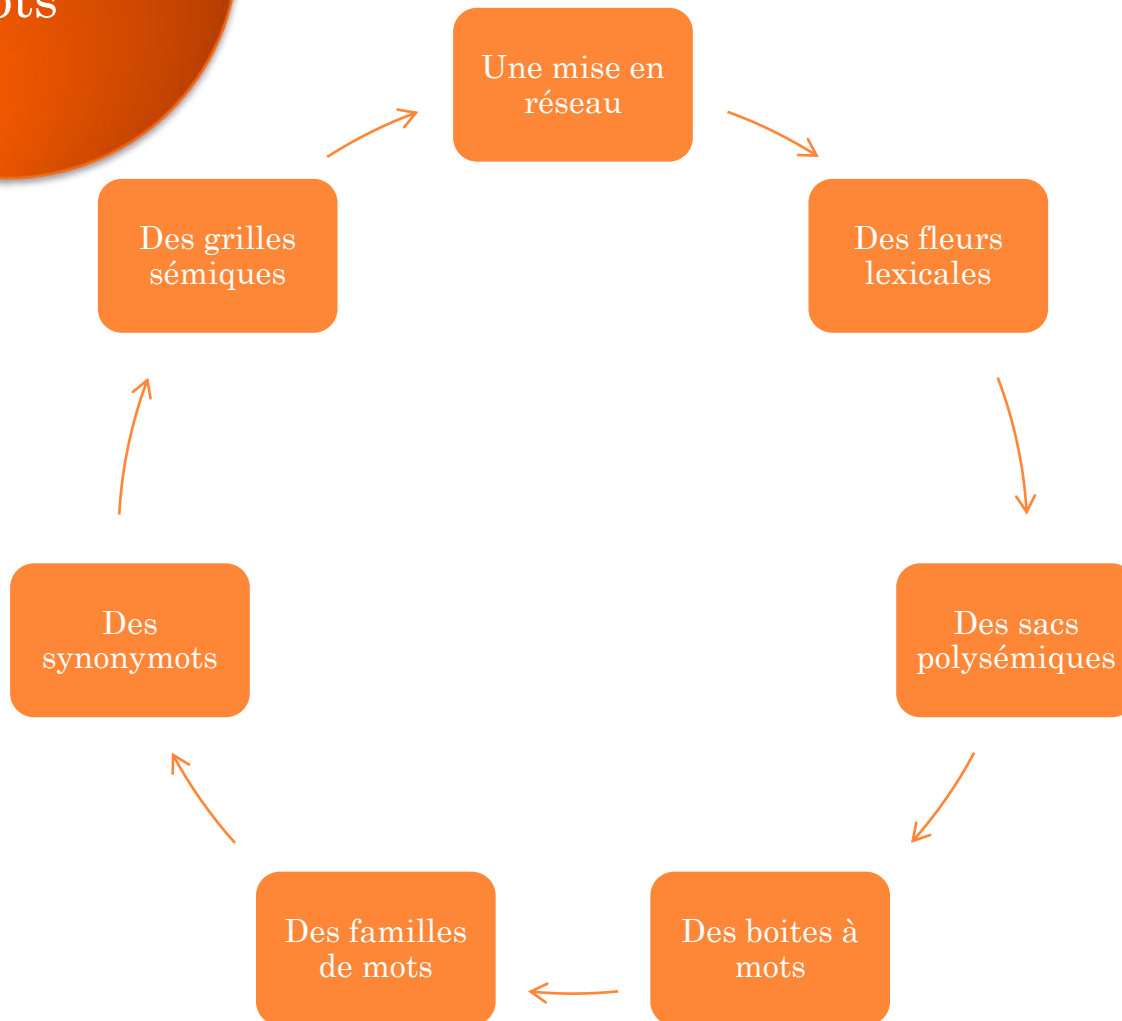 Une mise en
réseau
Des fleurs
lexicales
Des sacs
polysémiques
Des boites à
mots
Des familles
de mots
Des
synonymots
Des grilles
sémiques